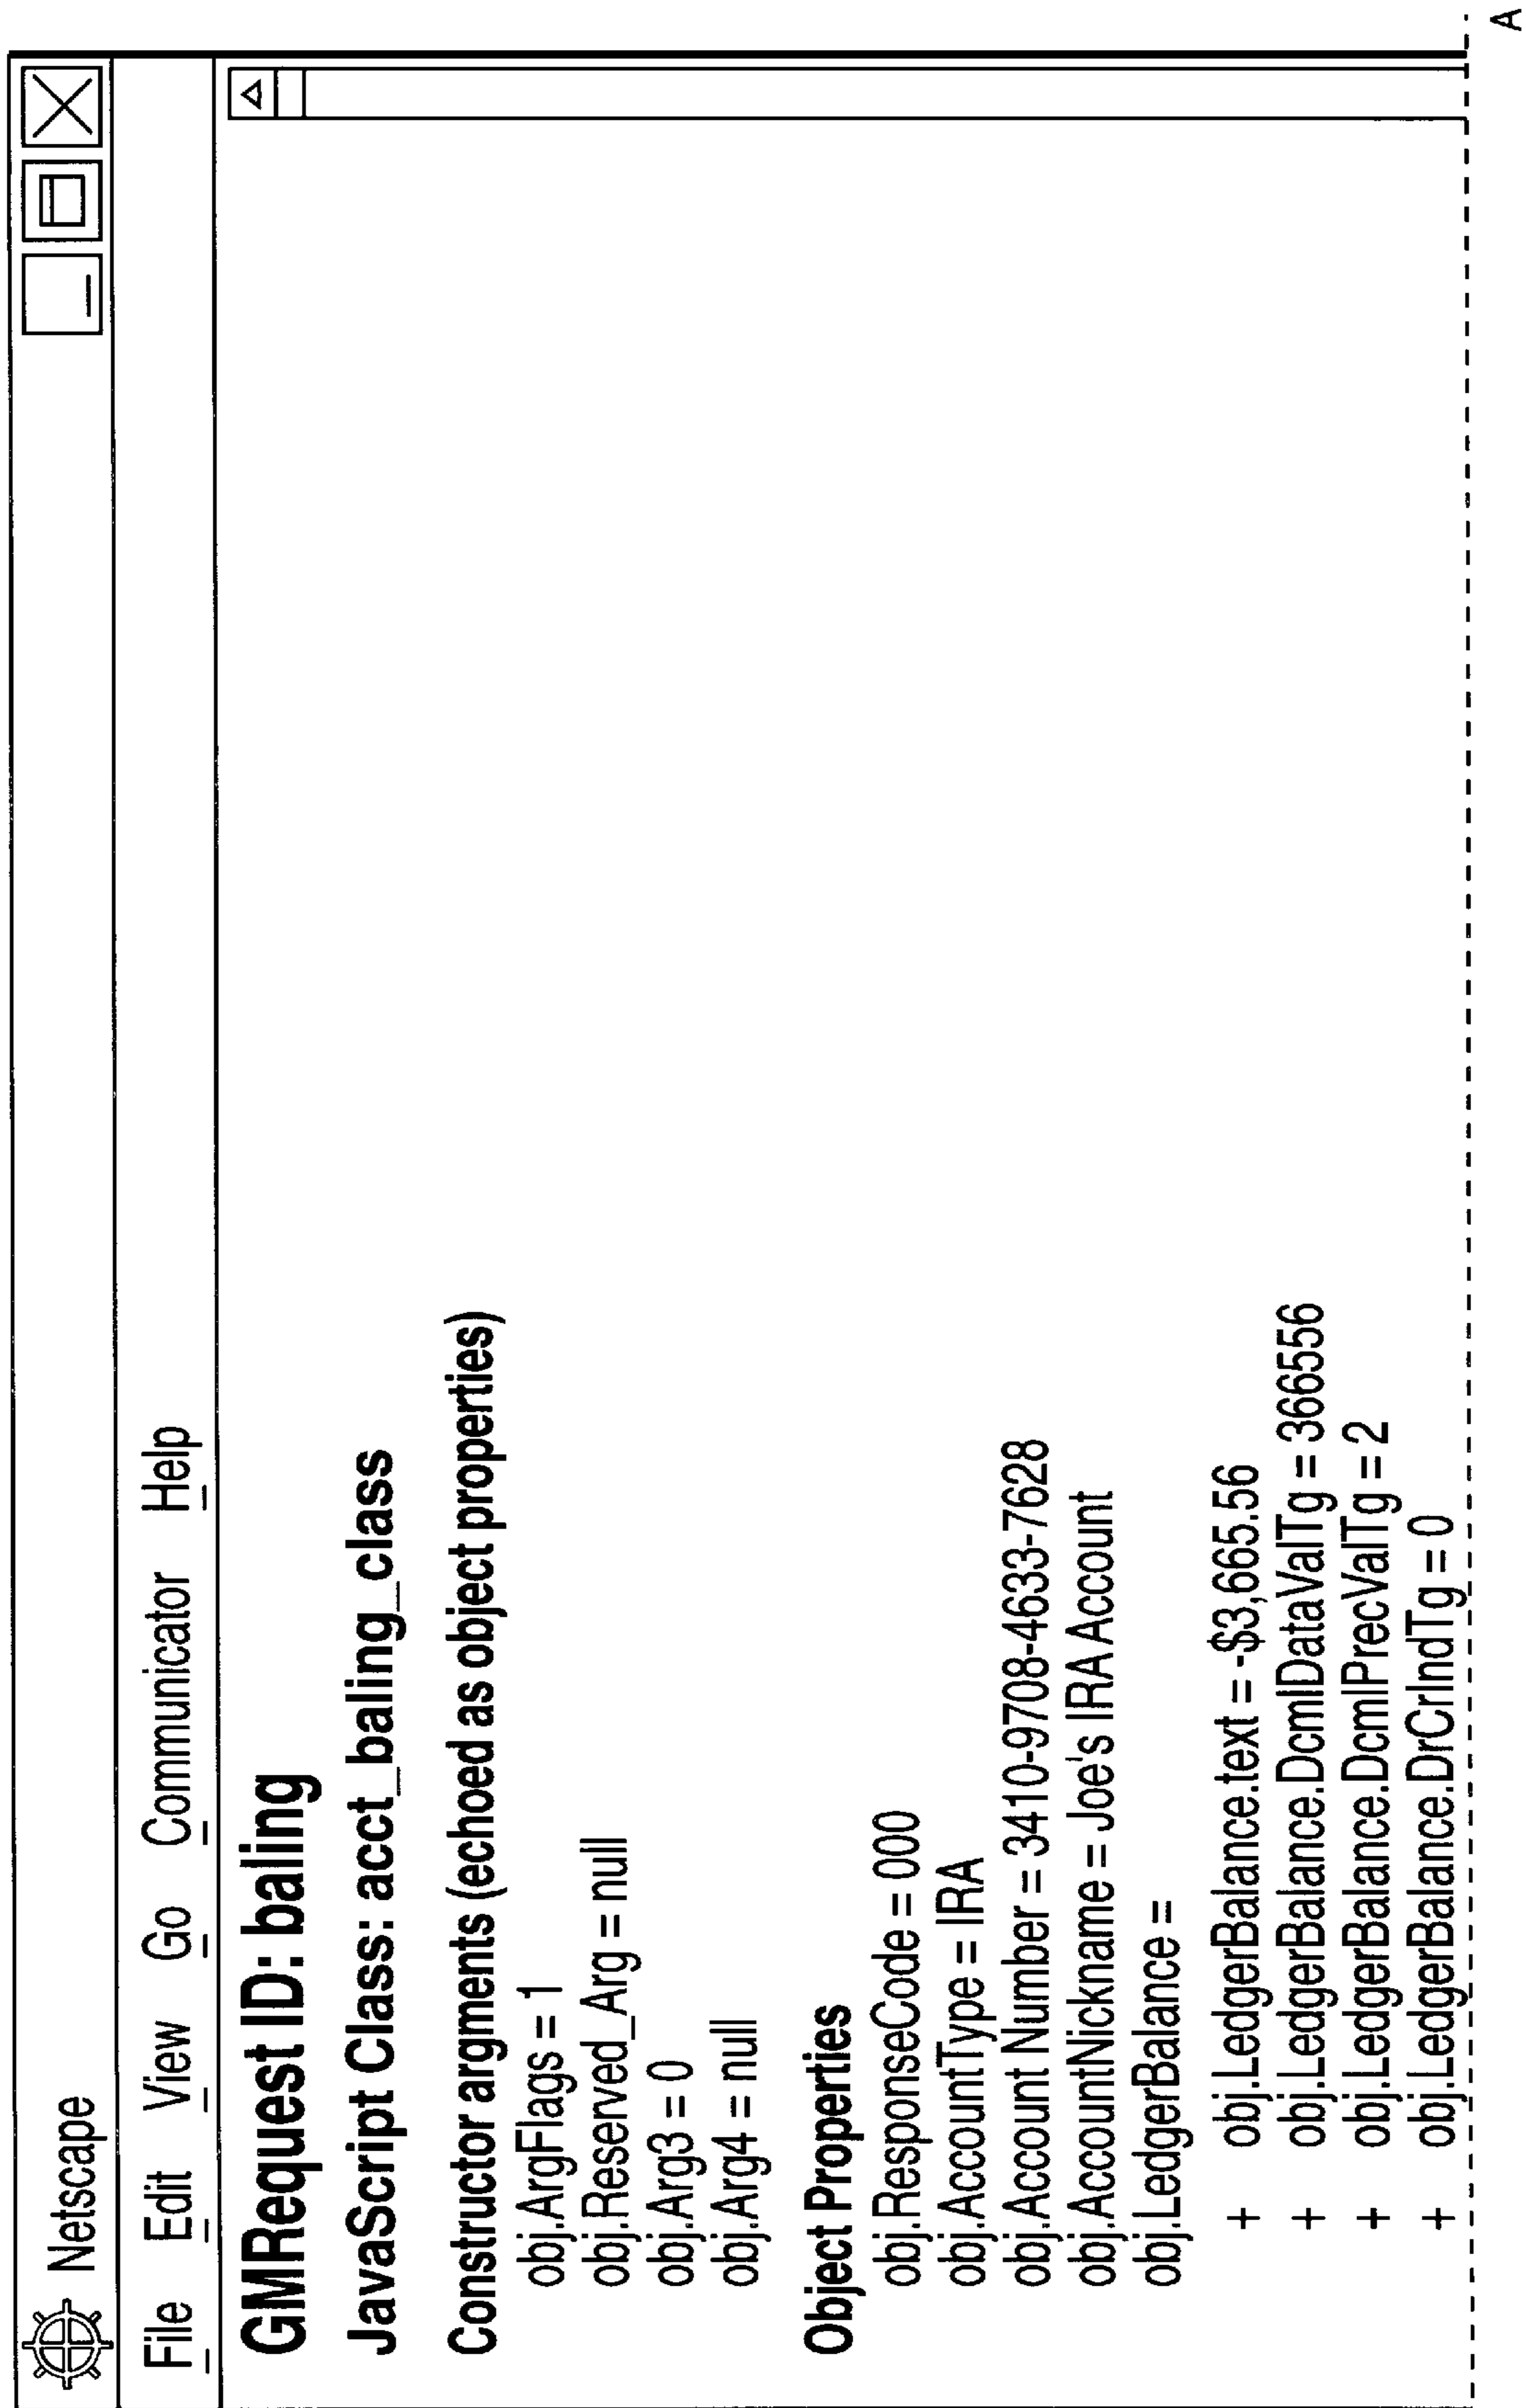 Netscape
File Edit View Go Communicator Help
GMRequest ID: baling
JavaScript Class: acct_baling_class
Constructor argments (echoed as object properties)
obj.ArgFlags = 1
obj.Reserved_Arg = null
obj.Arg3 = 0
obj.Arg4 = null
Object Properties
obj.ResponseCode = 000
obj.AccountType = IRA
obj.Account Number = 3410-9708-4633-7628
obj.AccountNickname = Joe's IRA Account
obj.LedgerBalance =
+ obj.LedgerBalance.text = -$3,665.56
+ obj.LedgerBalance.DcmlDataValTg = 366556
+ obj.LedgerBalance.DcmlPrecValTg = 2
+ obj.LedgerBalance.DrCrIndTg = 0
A